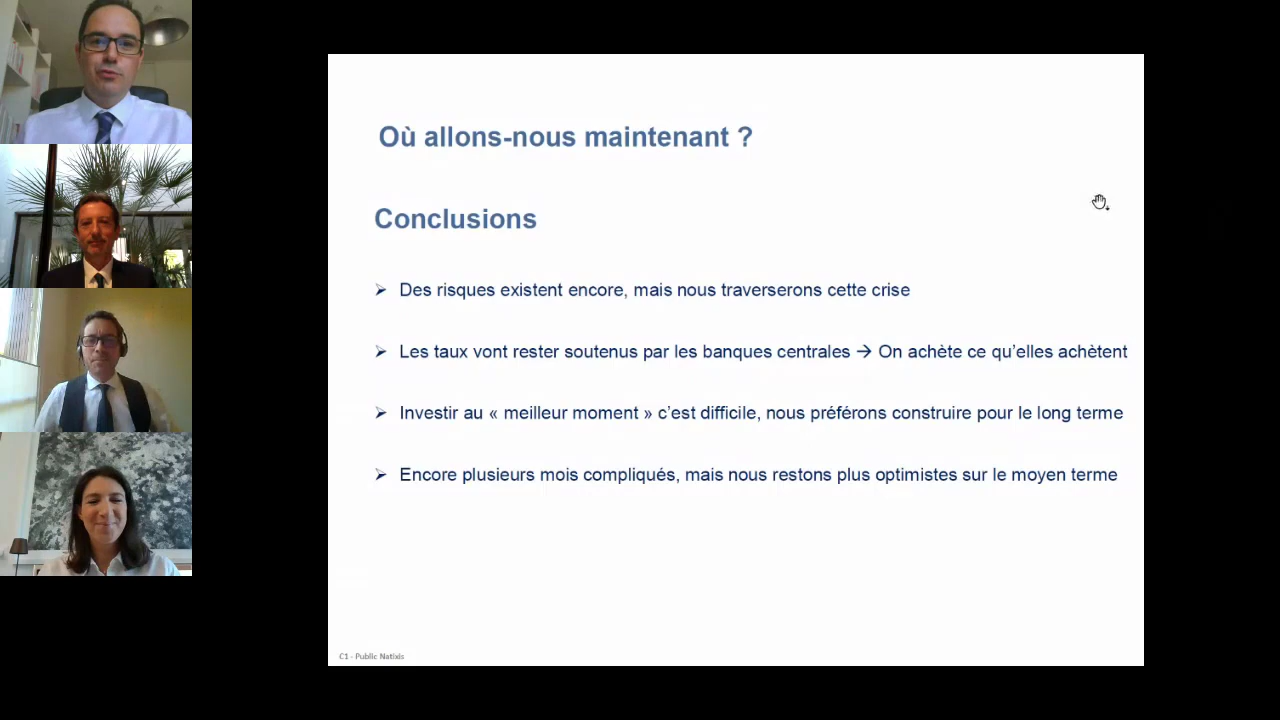 Où allons-nous maintenant ?
Conclusions
➢ Des risques existent encore, mais nous traverserons cette crise
➢ Les taux vont rester soutenus par les banques centrales → On achète ce qu’elles achètent
➢ Investir au « meilleur moment » c’est difficile, nous préférons construire pour le long terme
➢ Encore plusieurs mois compliqués, mais nous restons plus optimistes sur le moyen terme
C1 - Public Natixis